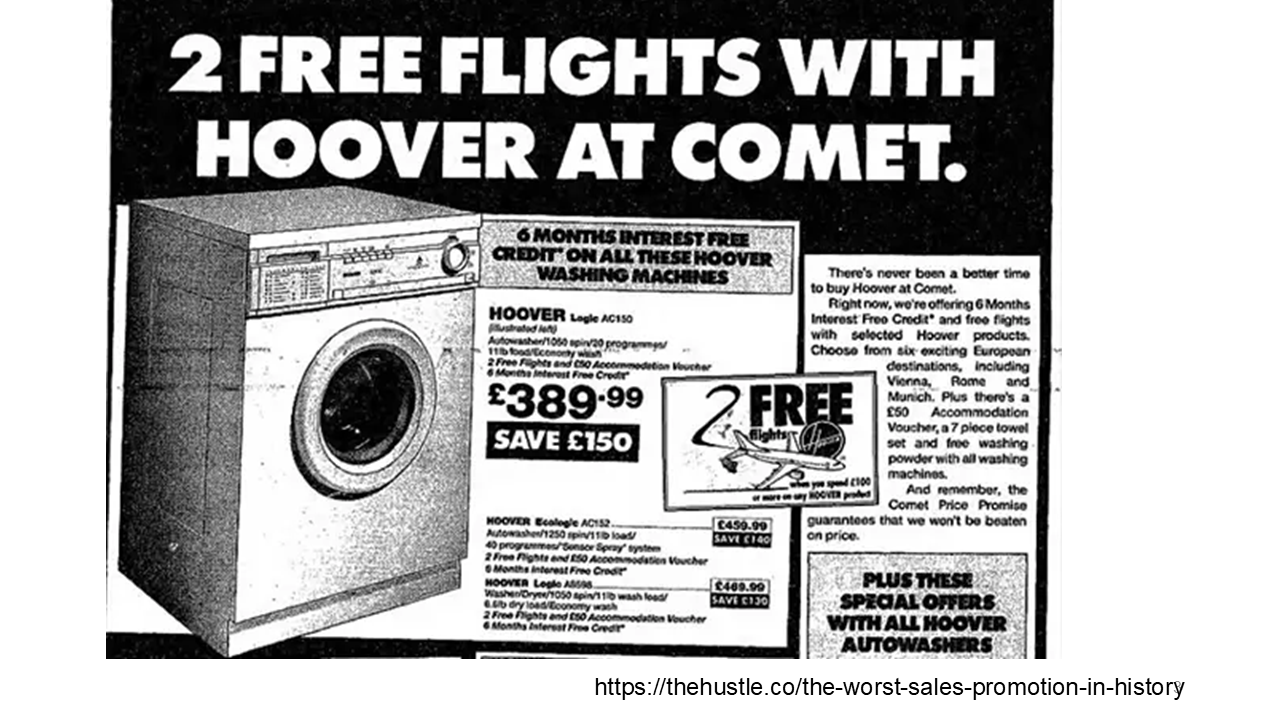 2 FREE FLIGHTS WITH
HOOVER AT COMET.
6 MONTHS INTEREST FREE
CREDIT* ON ALL THESE HOOVER
WASHING MACHINES
HOOVER Logic AC150
(illustrated left)
Autowasher/1050 spin/20 programmes/
11lb load/Economy wash
2 Free Flights and £50 Accommodation Voucher
6 Months Interest Free Credit*
£389.99
SAVE £150
HOOVER Ecologic AC152 £459.99
Autowasher/1250 spin/11lb load/ SAVE £140
40 programmes/"Sensor Spray" system
2 Free Flights and £50 Accommodation Voucher
6 Months Interest Free Credit*
HOOVER Logic £469.99
Washer/Dryer/1050 spin/11lb wash load/ SAVE £130
6.6lb dry load/Economy wash
2 Free Flights and £50 Accommodation Voucher
6 Months Interest Free Credit*
2 FREE
flights
Hoover
when you spend £100
or more on any HOOVER product
There's never been a better time
to buy Hoover at Comet.
Right now, we're offering 6 Months
Interest Free Credit* and free flights
with selected Hoover products.
Choose from six exciting European
destinations, including
Vienna, Rome and
Munich. Plus there's a
£50 Accommodation
Voucher, a 7 piece towel
set and free washing
powder with all washing
machines.
And remember, the
Comet Price Promise
guarantees that we won't be beaten
on price.
PLUS THESE
SPECIAL OFFERS
WITH ALL HOOVER
AUTOWASHERS
https://thehustle.co/the-worst-sales-promotion-in-history